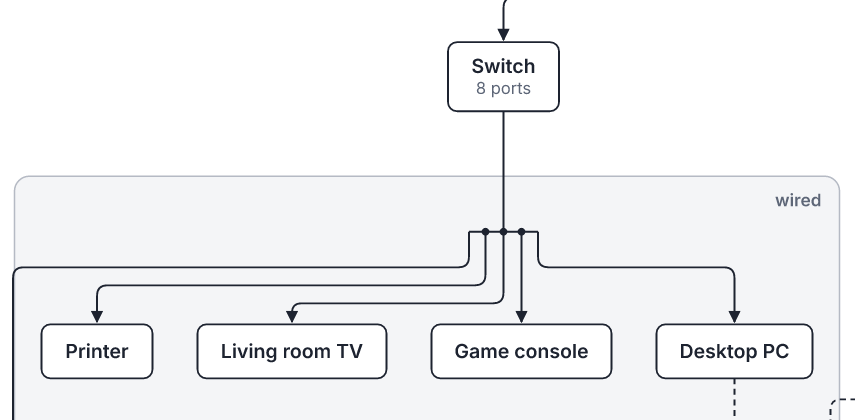 Switch
8 ports
wired
Printer
Living room TV
Game console
Desktop PC